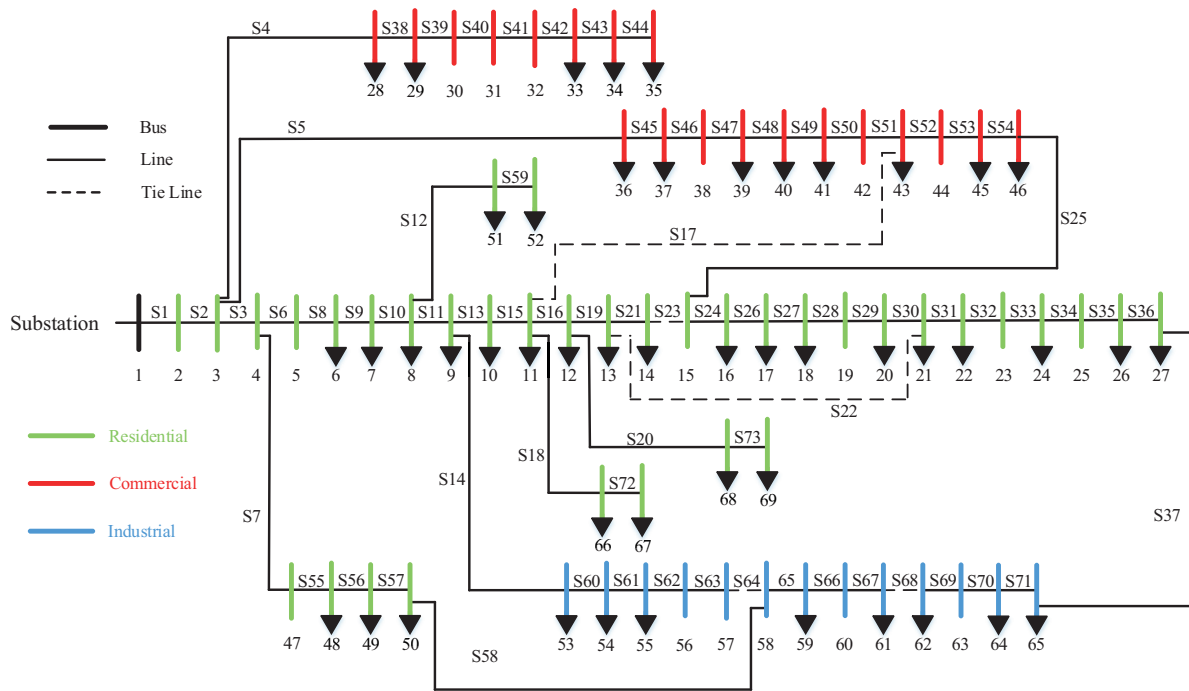 S4
S38 S39 S40 S41 S42 S43 S44
28 29 30 31 32 33 34 35
Bus
Line
Tie Line
S5
S45 S46 S47 S48 S49 S50 S51 S52 S53 S54
36 37 38 39 40 41 42 43 44 45 46
S59
S12
51 52
S17
S25
Substation
S1 S2 S3 S6 S8 S9 S10 S11 S13 S15 S16 S19 S21 S23 S24 S26 S27 S28 S29 S30 S31 S32 S33 S34 S35 S36
1 2 3 4 5 6 7 8 9 10 11 12 13 14 15 16 17 18 19 20 21 22 23 24 25 26 27
S22
Residential
Commercial
Industrial
S20 S73
68 69
S18
S72
66 67
S14
S7
S37
S55 S56 S57
47 48 49 50
S60 S61 S62 S63 S64 65 S66 S67 S68 S69 S70 S71
53 54 55 56 57 58 59 60 61 62 63 64 65
S58